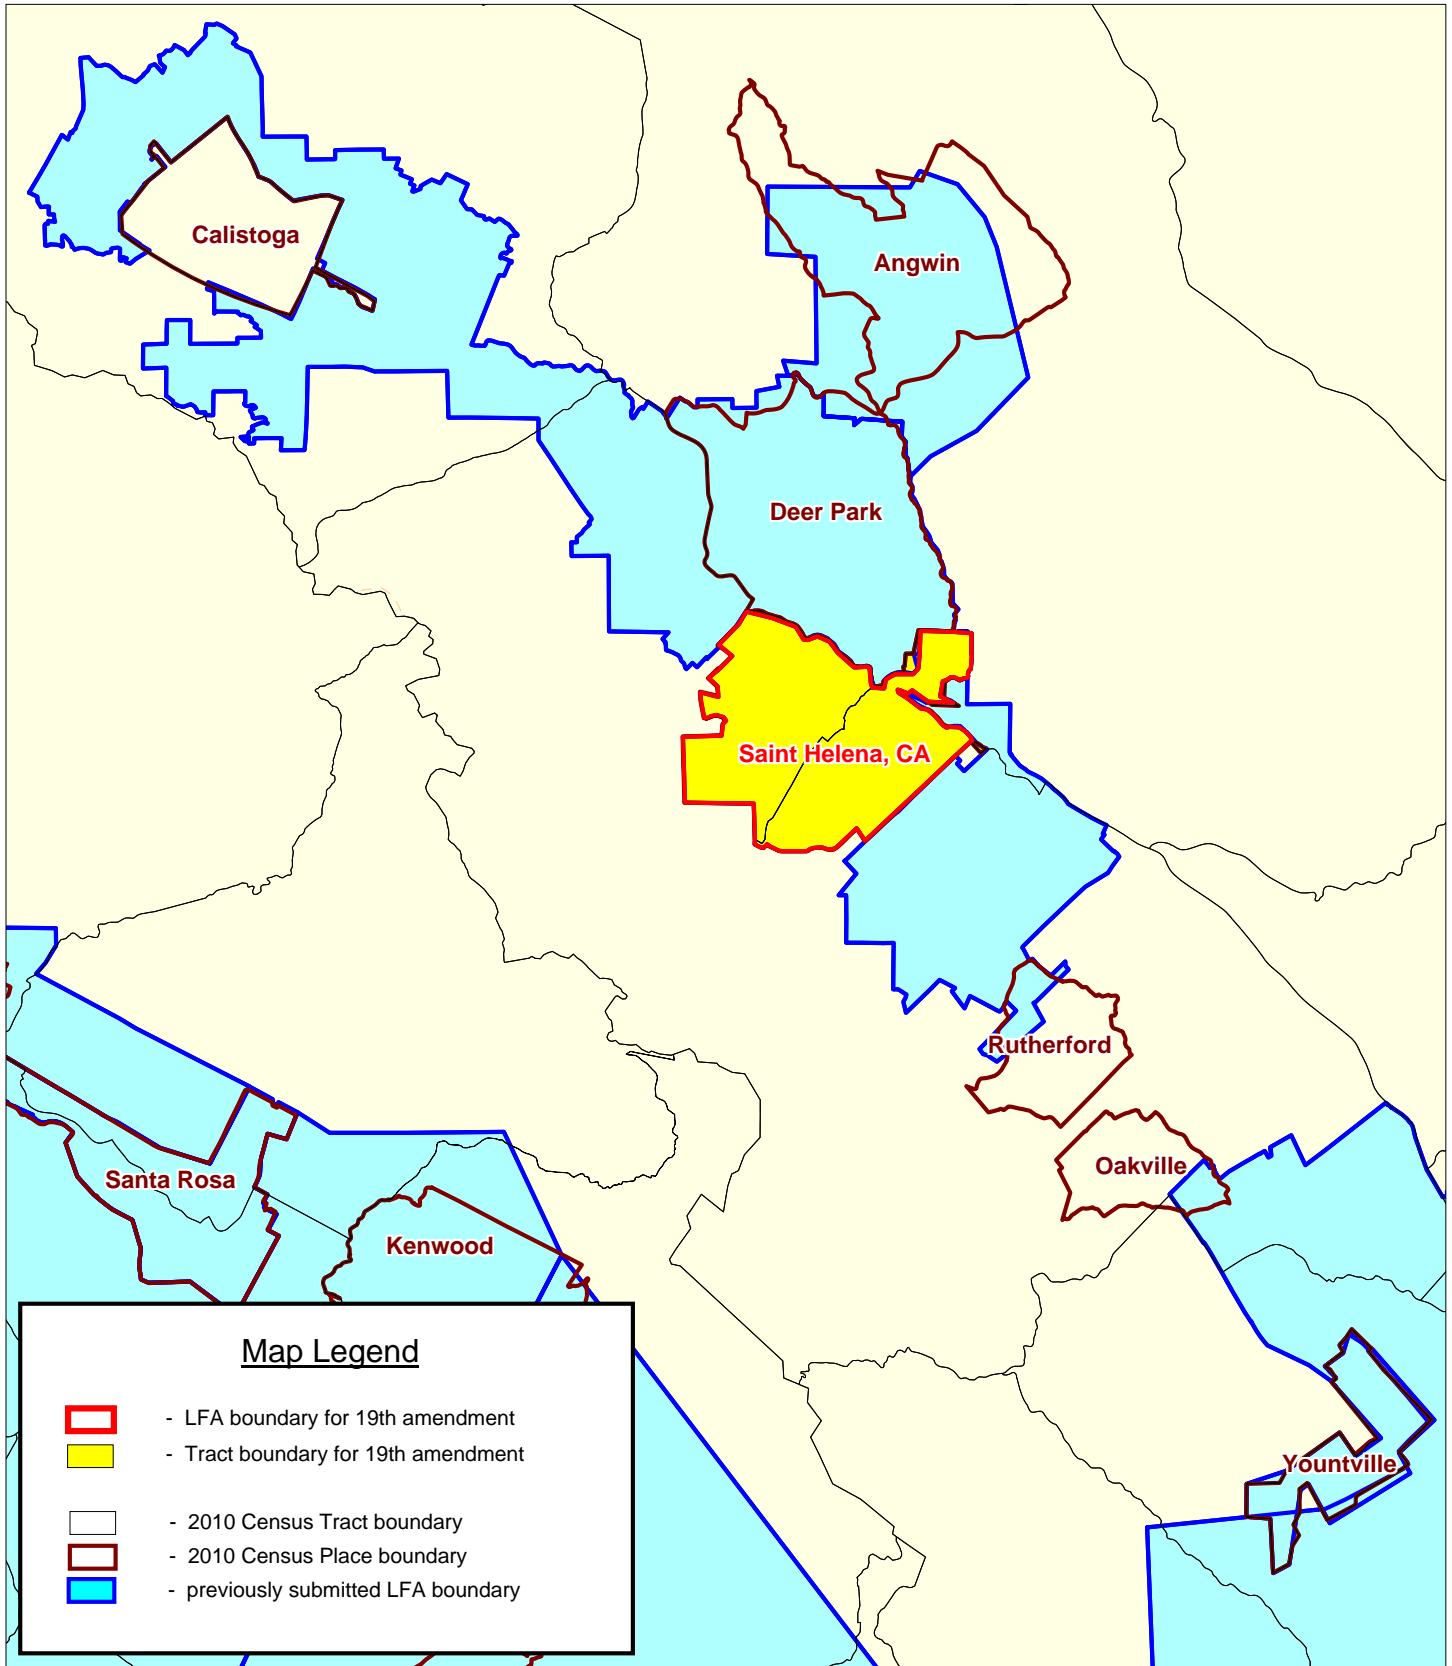 Calistoga
Angwin
Deer Park
Saint Helena, CA
Rutherford
Oakville
Santa Rosa
Kenwood
Yountville
Map Legend
- LFA boundary for 19th amendment
- Tract boundary for 19th amendment
- 2010 Census Tract boundary
- 2010 Census Place boundary
- previously submitted LFA boundary